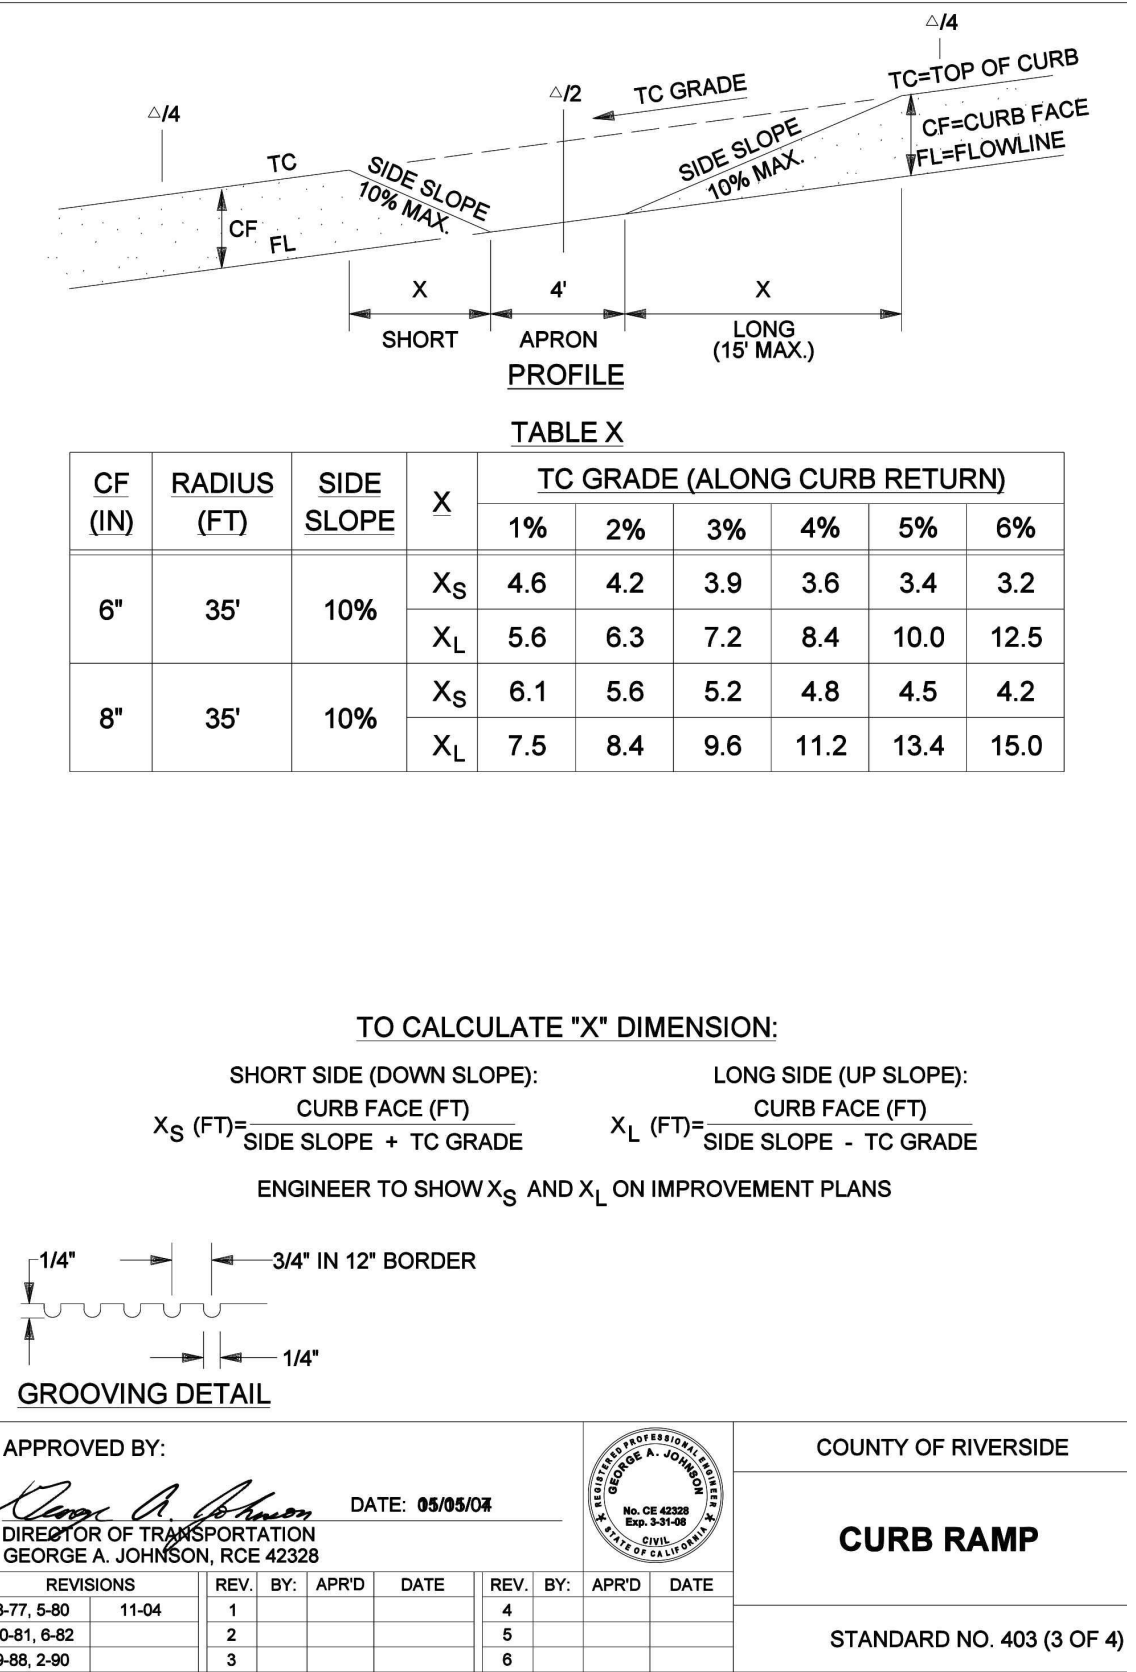 △/4
△/4
△/2
TC GRADE
TC=TOP OF CURB
CF=CURB FACE
FL=FLOWLINE
TC
SIDE SLOPE
10% MAX.
SIDE SLOPE
10% MAX.
CF
FL
X
4'
X
SHORT
APRON
LONG
(15' MAX.)
PROFILE
TABLE X
CF (IN) RADIUS (FT) SIDE SLOPE X TC GRADE (ALONG CURB RETURN)
1% 2% 3% 4% 5% 6%
6" 35' 10%
XS 4.6 4.2 3.9 3.6 3.4 3.2
XL 5.6 6.3 7.2 8.4 10.0 12.5
8" 35' 10%
XS 6.1 5.6 5.2 4.8 4.5 4.2
XL 7.5 8.4 9.6 11.2 13.4 15.0
TO CALCULATE "X" DIMENSION:
SHORT SIDE (DOWN SLOPE):
CURB FACE (FT)
XS (FT)=
SIDE SLOPE + TC GRADE
LONG SIDE (UP SLOPE):
CURB FACE (FT)
XL (FT)=
SIDE SLOPE - TC GRADE
ENGINEER TO SHOW XS AND XL ON IMPROVEMENT PLANS
1/4"
3/4" IN 12" BORDER
1/4"
GROOVING DETAIL
APPROVED BY:
George A. Johnson
DATE:
DIRECTOR OF TRANSPORTATION
GEORGE A. JOHNSON, RCE 42328
REGISTERED PROFESSIONAL ENGINEER
GEORGE A. JOHNSON
No. CE 42328
Exp. 3-31-08
CIVIL
STATE OF CALIFORNIA
COUNTY OF RIVERSIDE
CURB RAMP
STANDARD NO. 403 (3 OF 4)
REVISIONS REV. BY: APR'D DATE REV. BY: APR'D DATE
-77, 5-80 11-04 1 4
-81, 6-82 2 5
-88, 2-90 3 6